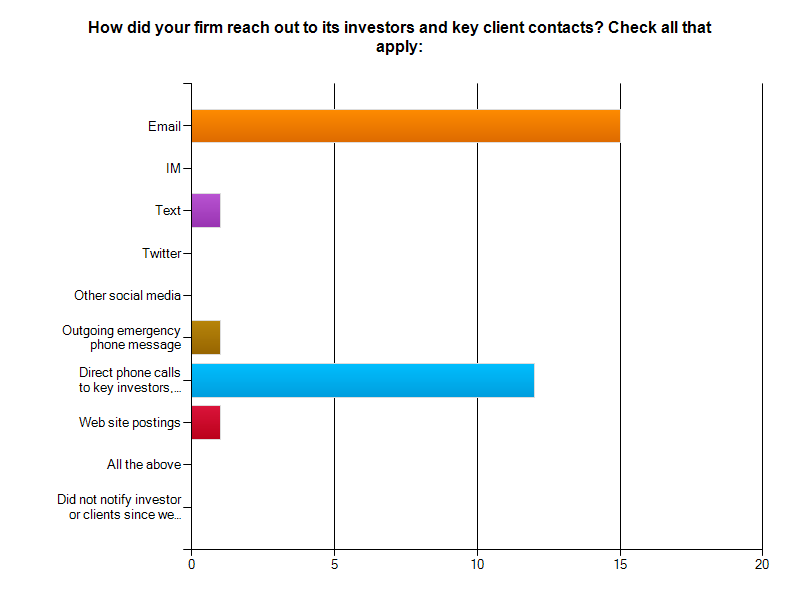 How did your firm reach out to its investors and key client contacts? Check all that
apply:
Email
IM
Text
Twitter
Other social media
Outgoing emergency
phone message
Direct phone calls
to key investors,...
Web site postings
All the above
Did not notify investor
or clients since we...
0 5 10 15 20